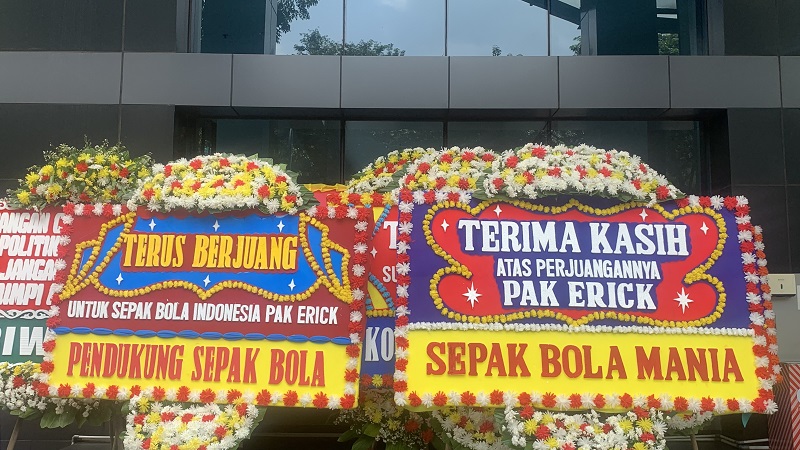 TERUS BERJUANG
UNTUK SEPAK BOLA INDONESIA PAK ERICK
PENDUKUNG SEPAK BOLA
TERIMA KASIH
ATAS PERJUANGANNYA
PAK ERICK
SEPAK BOLA MANIA
POLITIK